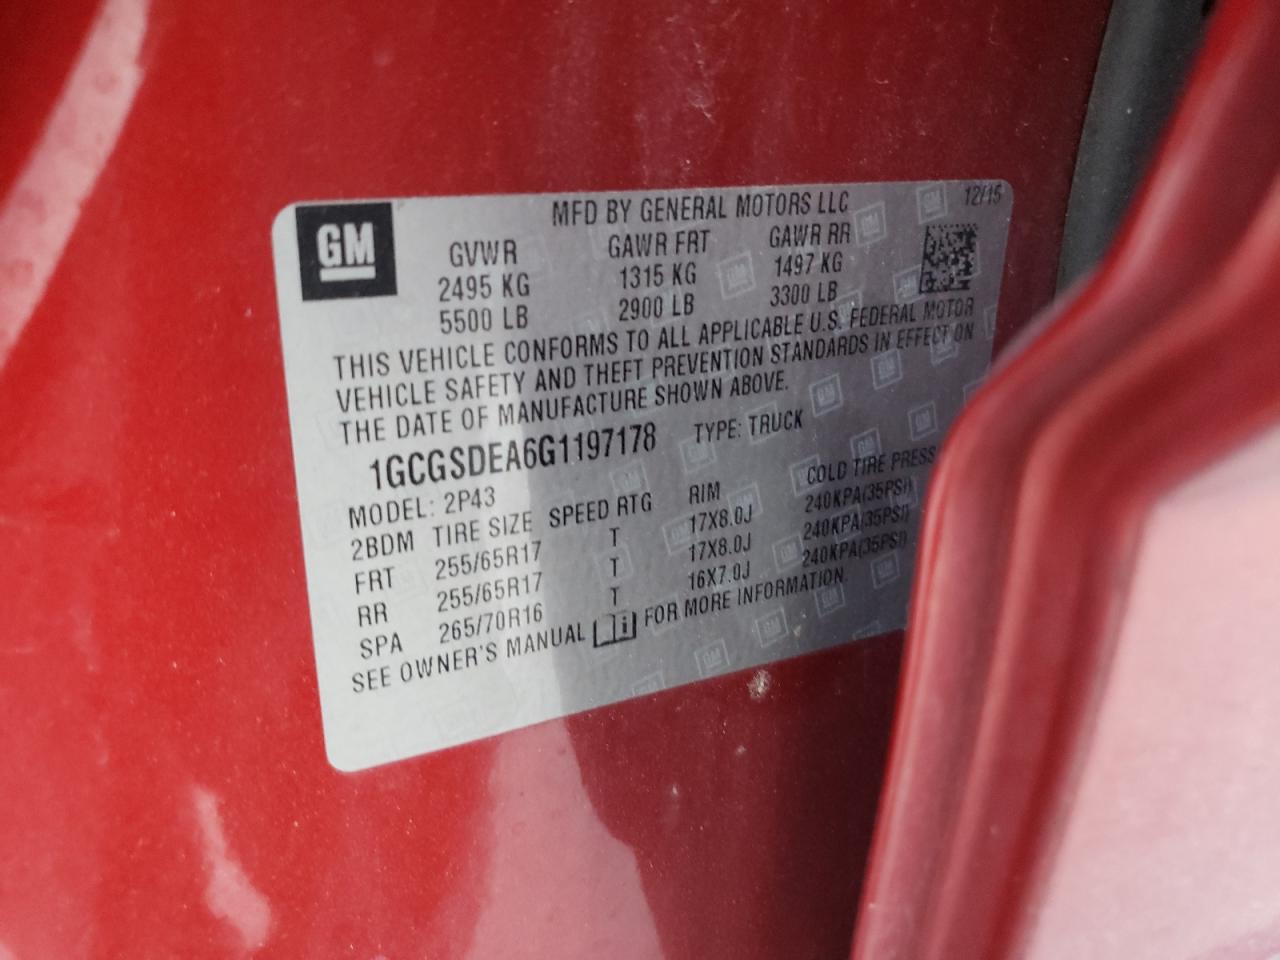 GM
MFD BY GENERAL MOTORS LLC 12/15
GVWR GAWR FRT GAWR RR
2495 KG 1315 KG 1497 KG
5500 LB 2900 LB 3300 LB
THIS VEHICLE CONFORMS TO ALL APPLICABLE U.S. FEDERAL MOTOR
VEHICLE SAFETY AND THEFT PREVENTION STANDARDS IN EFFECT ON
THE DATE OF MANUFACTURE SHOWN ABOVE.
1GCGSDEA6G1197178 TYPE: TRUCK
MODEL: 2P43
2BDM TIRE SIZE SPEED RTG RIM COLD TIRE PRESS
FRT 255/65R17 T 17X8.0J 240KPA(35PSI)
RR 255/65R17 T 17X8.0J 240KPA(35PSI)
SPA 265/70R16 T 16X7.0J 240KPA(35PSI)
SEE OWNER'S MANUAL FOR MORE INFORMATION.